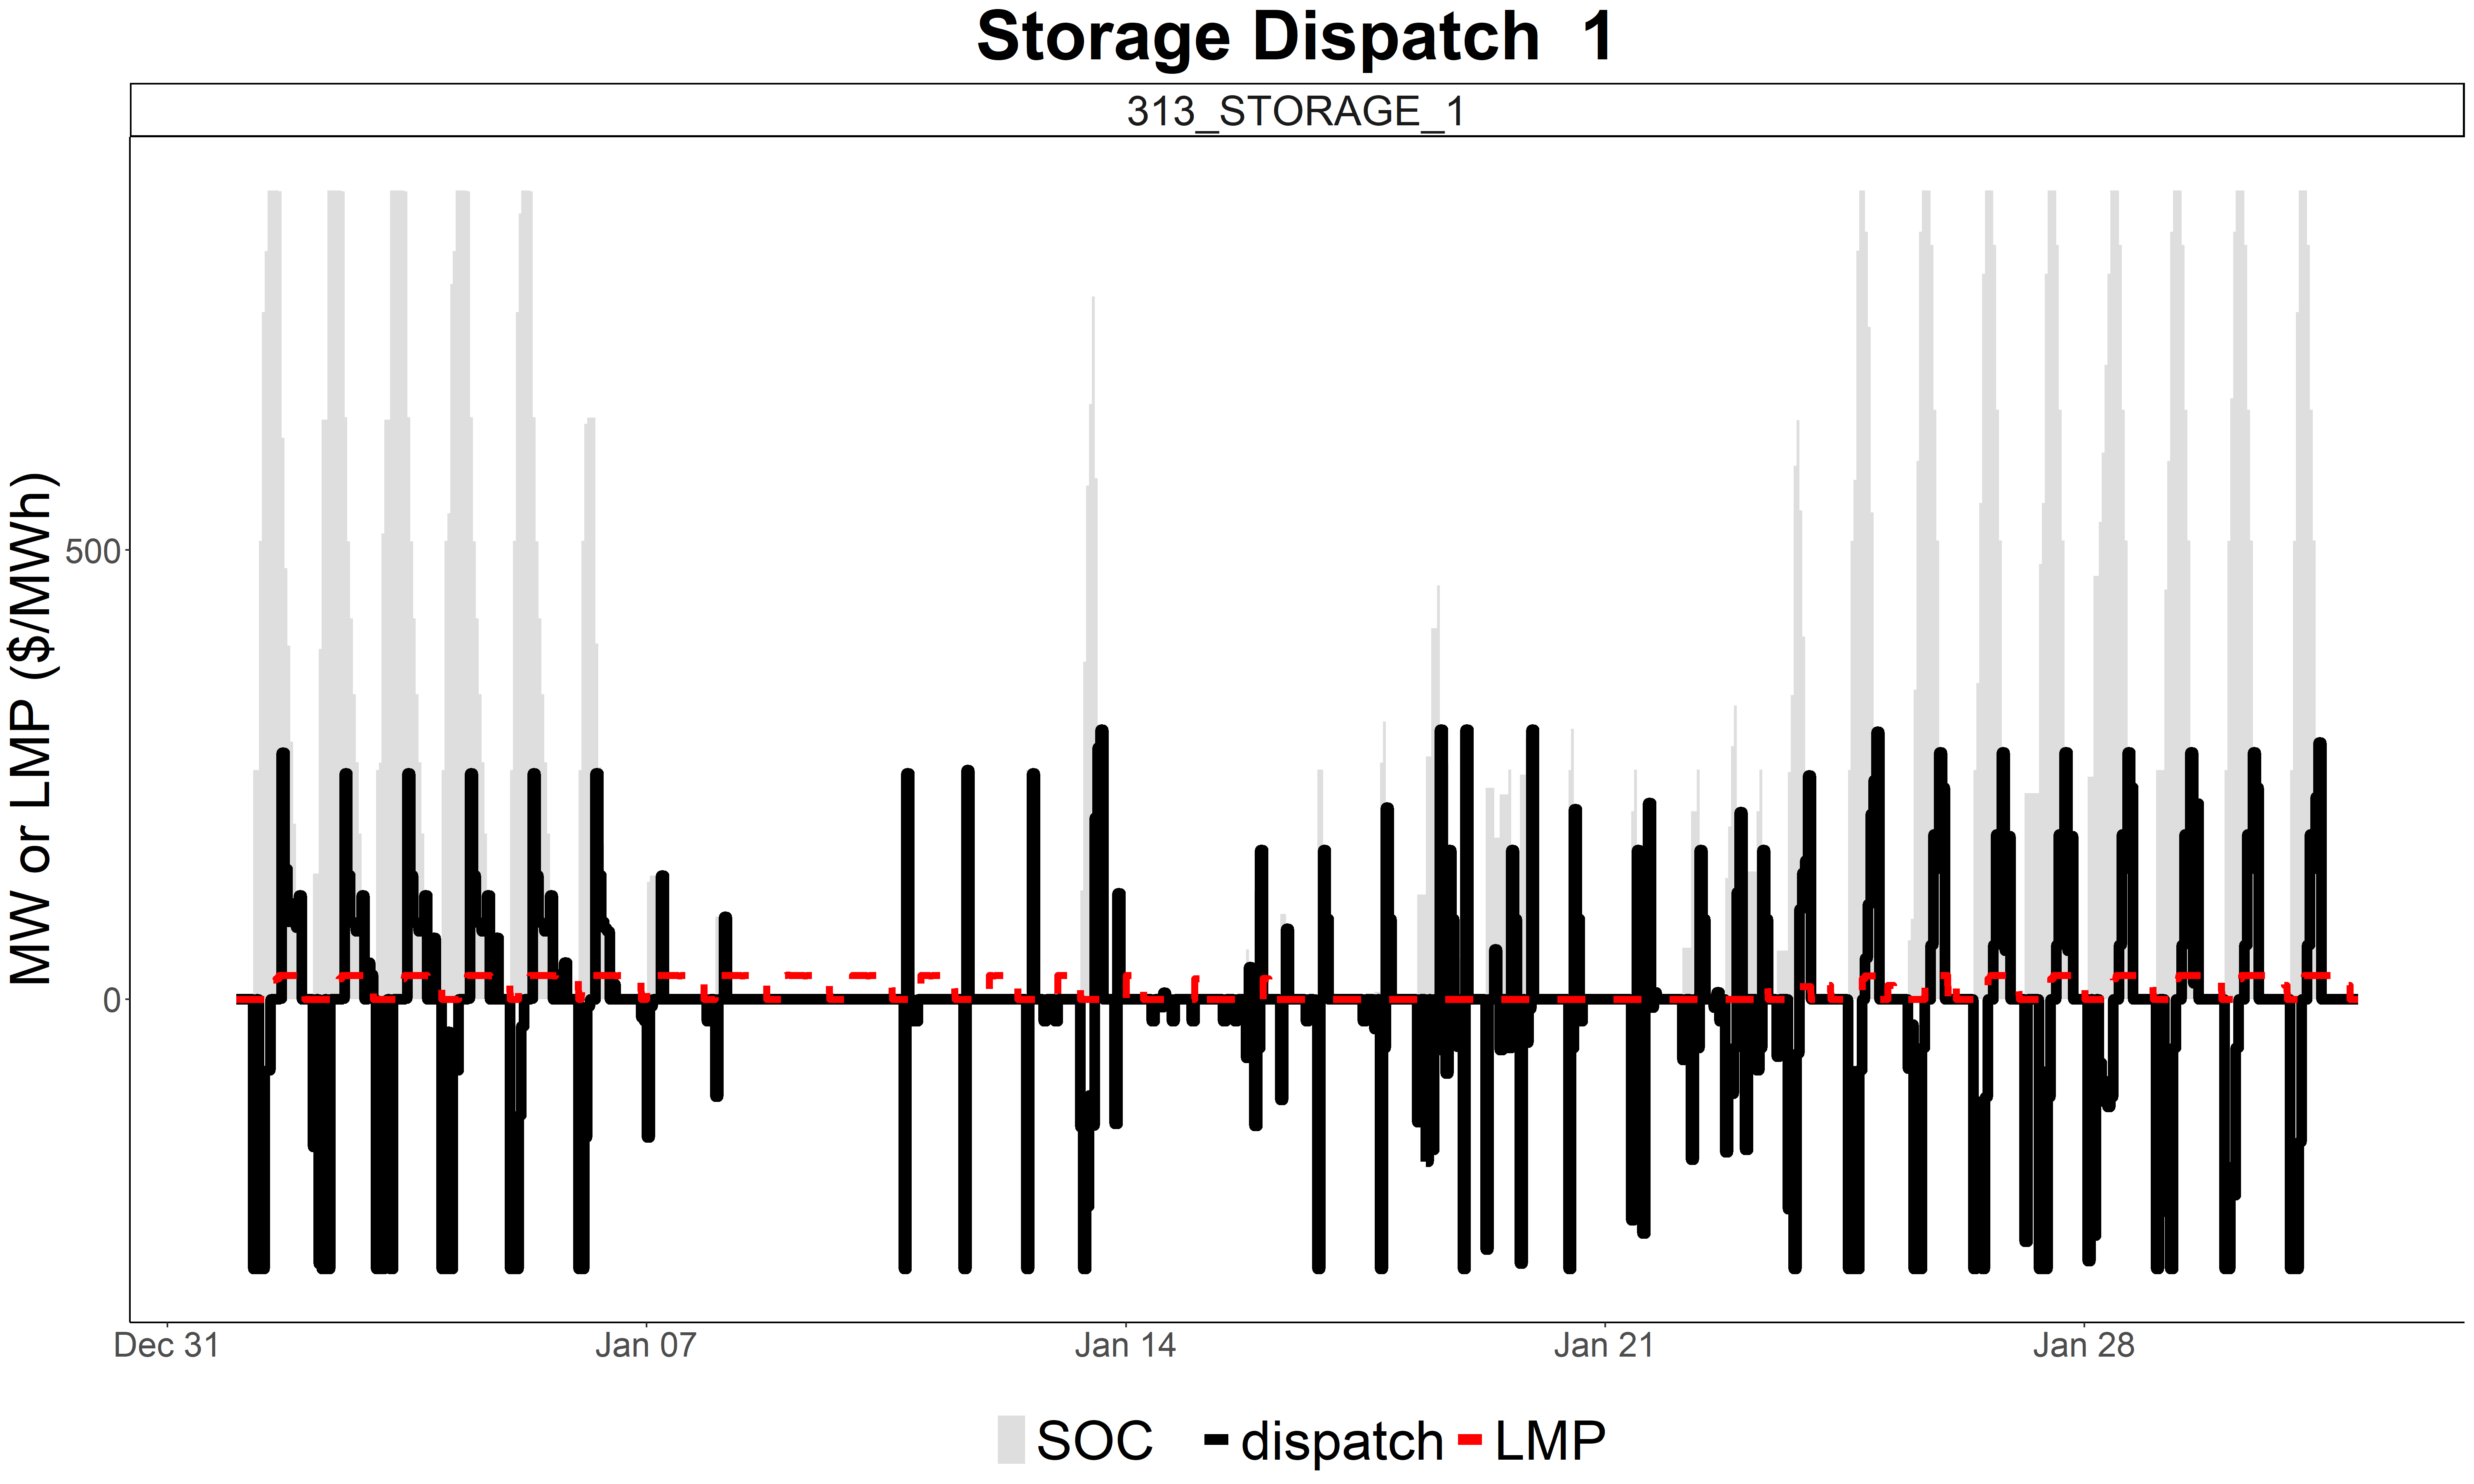 Storage Dispatch 1
313_STORAGE_1
MW or LMP ($/MWh)
500
0
Dec 31
Jan 07
Jan 14
Jan 21
Jan 28
SOC
dispatch
LMP